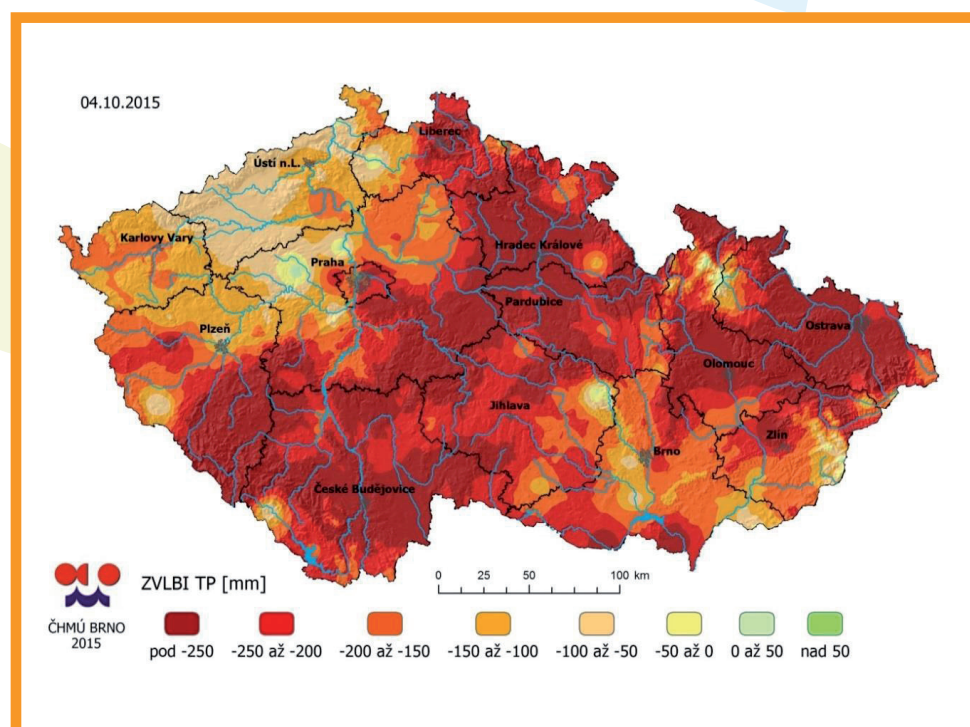 04.10.2015
Liberec
Ústí n.L.
Karlovy Vary
Hradec Králové
Praha
Pardubice
Ostrava
Plzeň
Olomouc
Jihlava
Zlín
Brno
České Budějovice
ZVLBI TP [mm]
0 25 50 100 km
ČHMÚ BRNO
2015
pod -250 -250 až -200 -200 až -150 -150 až -100 -100 až -50 -50 až 0 0 až 50 nad 50